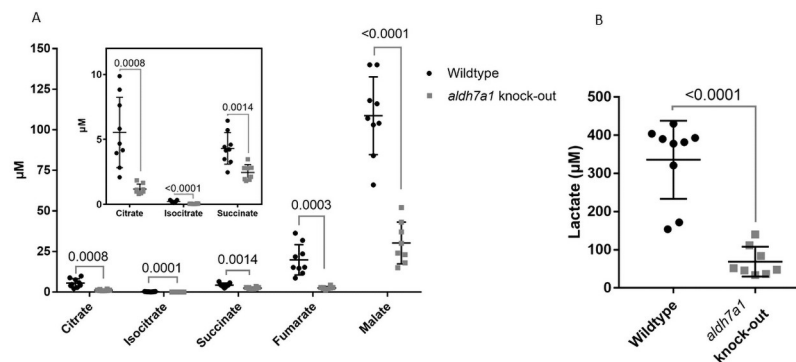 A
B
150
125
100
75
50
25
0
µM
0.0008
0.0001
0.0014
0.0003
<0.0001
Citrate
Isocitrate
Succinate
Fumarate
Malate
10
5
0
µM
0.0008
<0.0001
0.0014
Citrate
Isocitrate
Succinate
Wildtype
aldh7a1 knock-out
500
400
300
200
100
0
Lactate (µM)
<0.0001
Wildtype
aldh7a1
knock-out